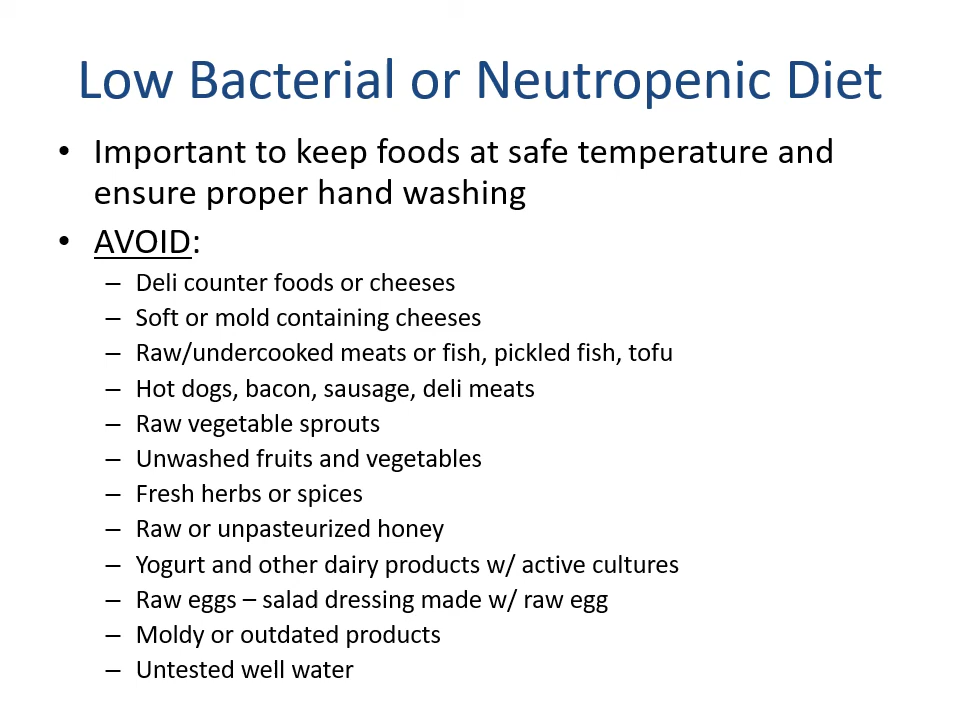 Low Bacterial or Neutropenic Diet
• Important to keep foods at safe temperature and
ensure proper hand washing
• AVOID:
– Deli counter foods or cheeses
– Soft or mold containing cheeses
– Raw/undercooked meats or fish, pickled fish, tofu
– Hot dogs, bacon, sausage, deli meats
– Raw vegetable sprouts
– Unwashed fruits and vegetables
– Fresh herbs or spices
– Raw or unpasteurized honey
– Yogurt and other dairy products w/ active cultures
– Raw eggs – salad dressing made w/ raw egg
– Moldy or outdated products
– Untested well water